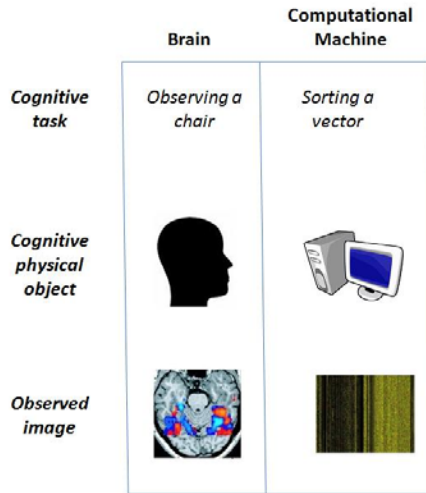 Brain
Computational
Machine
Cognitive
task
Observing a
chair
Sorting a
vector
Cognitive
physical
object
Observed
image